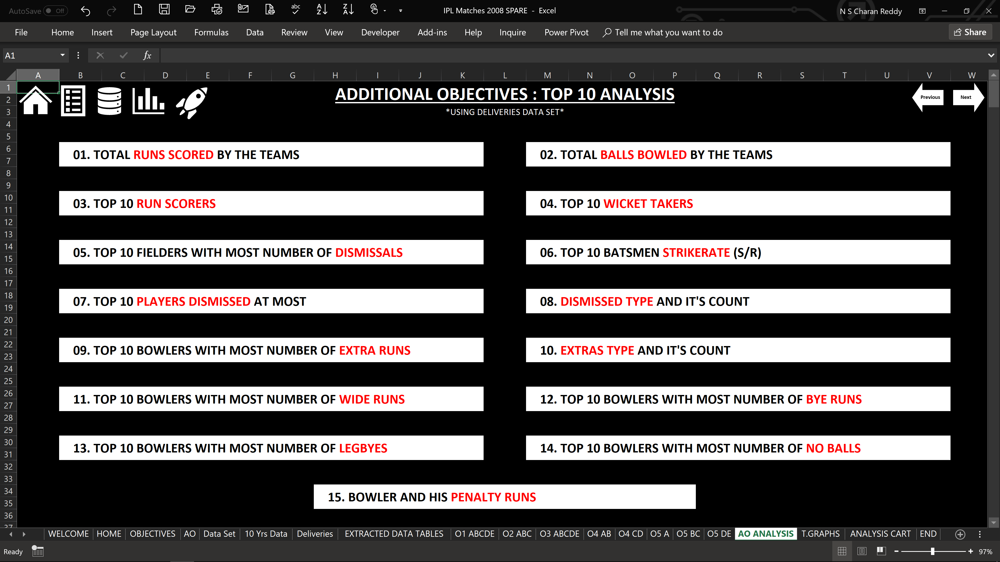 AutoSave Off
abc
A
Z
Z
A
IPL Matches 2008 SPARE - Excel
N S Charan Reddy
File Home Insert Page Layout Formulas Data Review View Developer Add-ins Help Inquire Power Pivot Tell me what you want to do Share
A1 fx
A B C D E F G H I J K L M N O P Q R S T U V W
1
2
3
4
5
6
7
8
9
10
11
12
13
14
15
16
17
18
19
20
21
22
23
24
25
26
27
28
29
30
31
32
33
34
35
36
37
ADDITIONAL OBJECTIVES : TOP 10 ANALYSIS
*USING DELIVERIES DATA SET*
Previous Next
01. TOTAL RUNS SCORED BY THE TEAMS
02. TOTAL BALLS BOWLED BY THE TEAMS
03. TOP 10 RUN SCORERS
04. TOP 10 WICKET TAKERS
05. TOP 10 FIELDERS WITH MOST NUMBER OF DISMISSALS
06. TOP 10 BATSMEN STRIKERATE (S/R)
07. TOP 10 PLAYERS DISMISSED AT MOST
08. DISMISSED TYPE AND IT'S COUNT
09. TOP 10 BOWLERS WITH MOST NUMBER OF EXTRA RUNS
10. EXTRAS TYPE AND IT'S COUNT
11. TOP 10 BOWLERS WITH MOST NUMBER OF WIDE RUNS
12. TOP 10 BOWLERS WITH MOST NUMBER OF BYE RUNS
13. TOP 10 BOWLERS WITH MOST NUMBER OF LEGBYES
14. TOP 10 BOWLERS WITH MOST NUMBER OF NO BALLS
15. BOWLER AND HIS PENALTY RUNS
WELCOME HOME OBJECTIVES AO Data Set 10 Yrs Data Deliveries EXTRACTED DATA TABLES O1 ABCDE O2 ABC O3 ABCDE O4 AB O4 CD O5 A O5 BC O5 DE AO ANALYSIS T.GRAPHS ANALYSIS CART END
Ready
97%